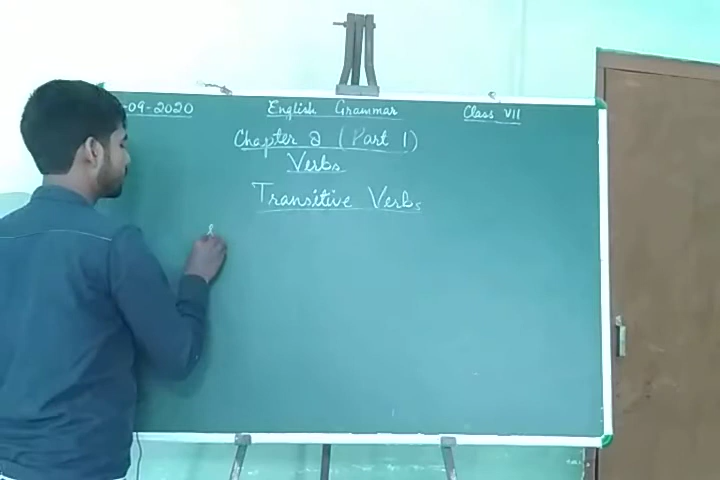 -09-2020 English Grammar Class VII
Chapter 2 (Part 1)
Verbs
Transitive Verbs